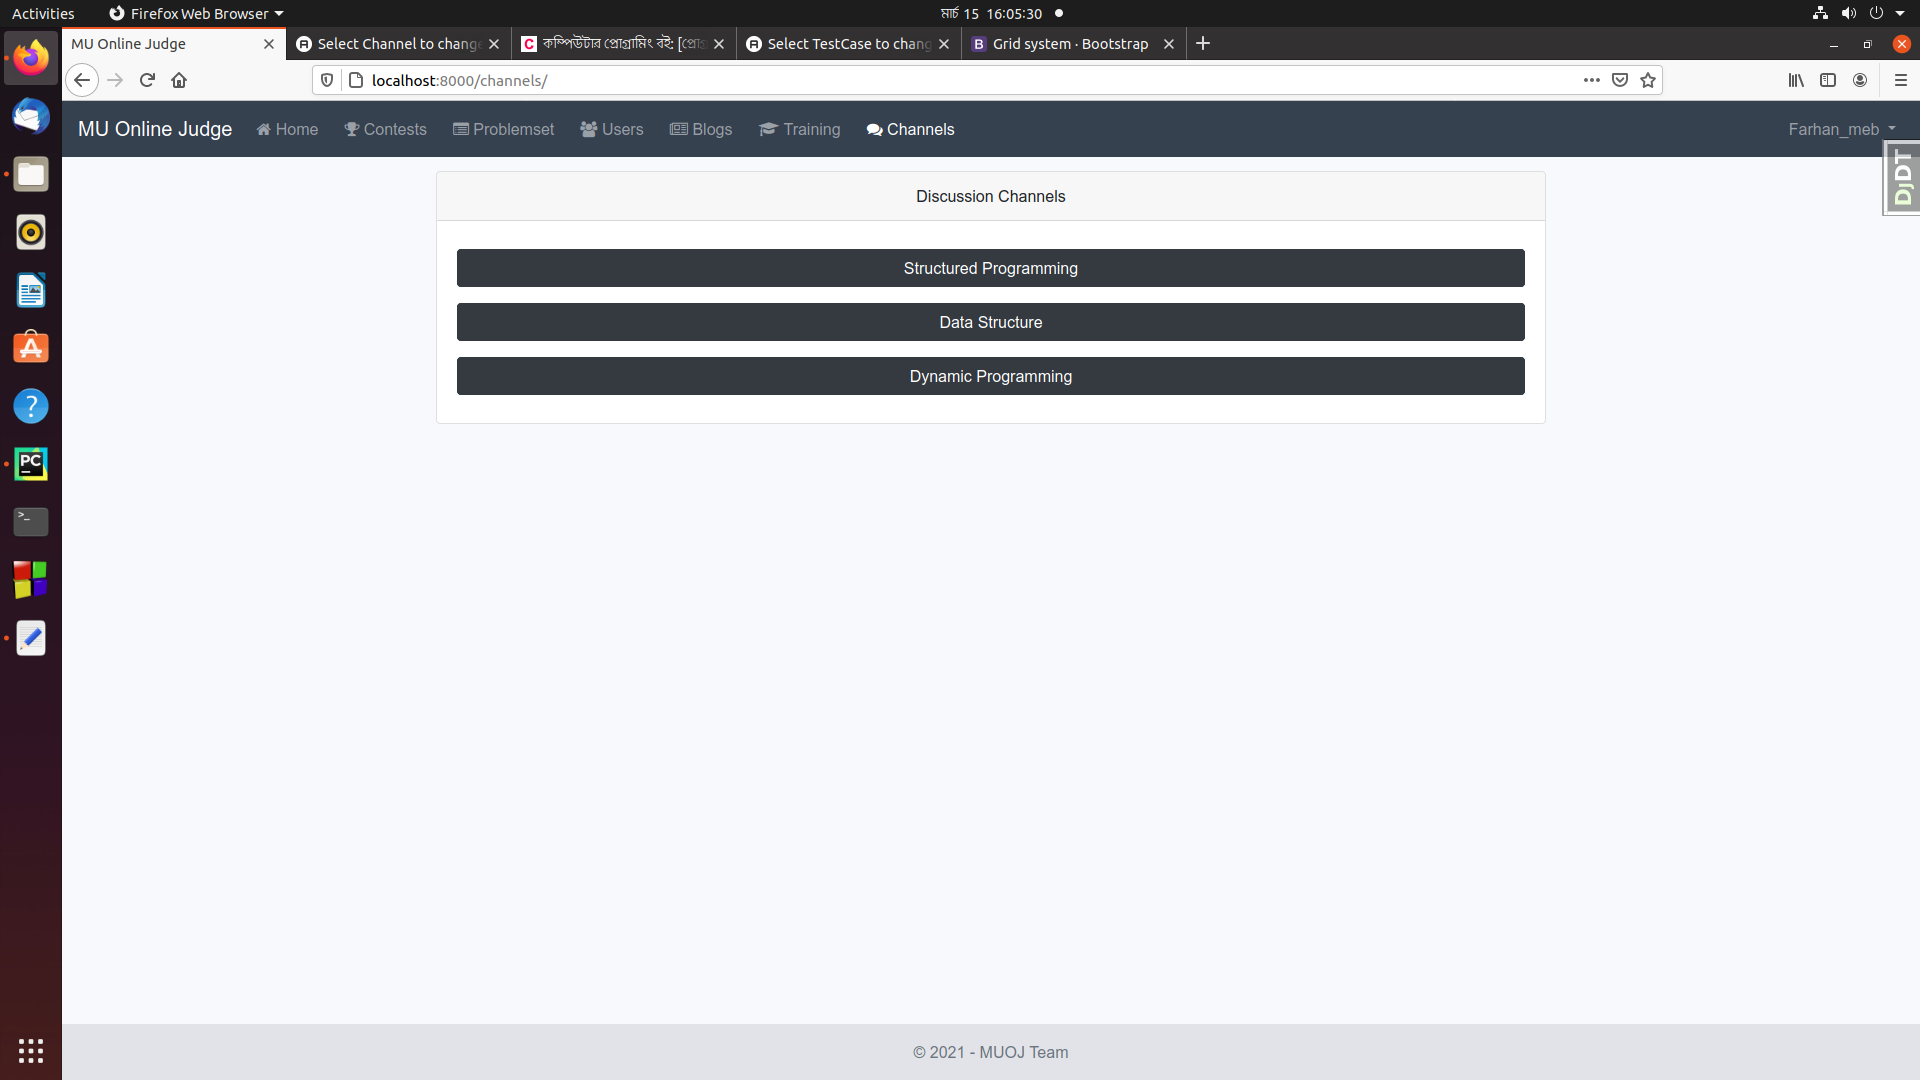 Activities Firefox Web Browser মার্চ 15 16:05:30
MU Online Judge Select Channel to change কম্পিউটার প্রোগ্রামিং বই: [প্রোগ্ Select TestCase to chang Grid system · Bootstrap
localhost:8000/channels/
MU Online Judge Home Contests Problemset Users Blogs Training Channels Farhan_meb
DjDT
Discussion Channels
Structured Programming
Data Structure
Dynamic Programming
© 2021 - MUOJ Team